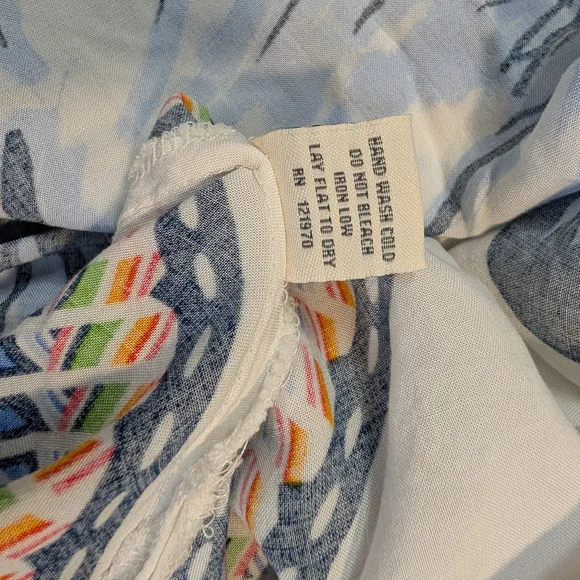 HAND WASH COLD
DO NOT BLEACH
IRON LOW
LAY FLAT TO DRY
RN 121970